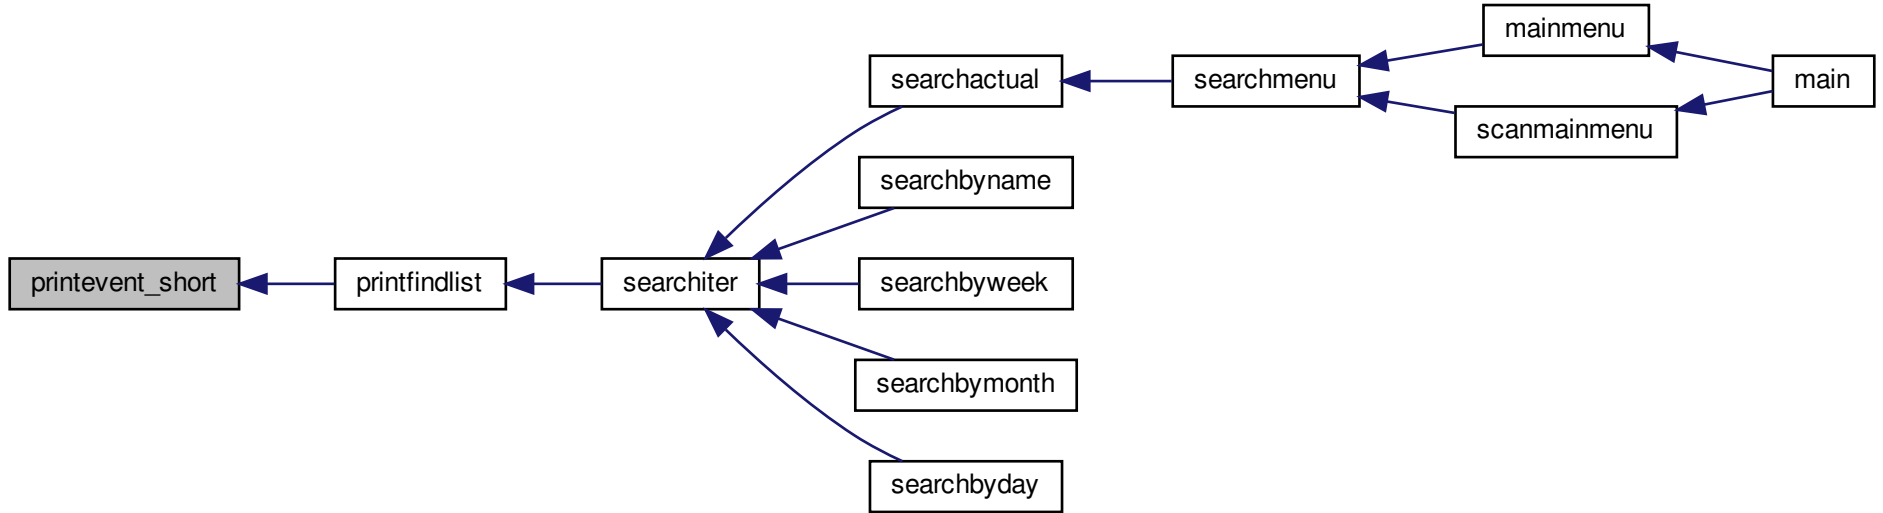 mainmenu
searchactual
searchmenu
main
scanmainmenu
searchbyname
printevent_short
printfindlist
searchiter
searchbyweek
searchbymonth
searchbyday